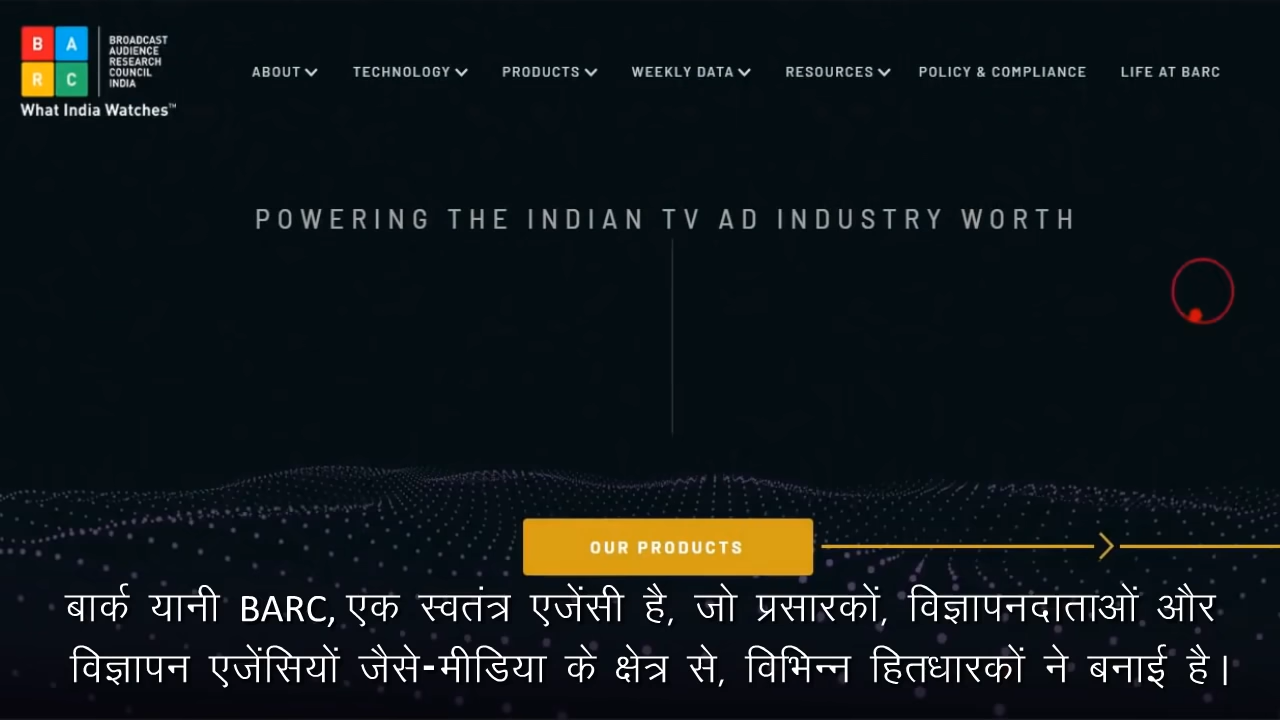 B A
R C
BROADCAST
AUDIENCE
RESEARCH
COUNCIL
INDIA
What India Watches™
ABOUT TECHNOLOGY PRODUCTS WEEKLY DATA RESOURCES POLICY & COMPLIANCE LIFE AT BARC
POWERING THE INDIAN TV AD INDUSTRY WORTH
OUR PRODUCTS
बार्क यानी BARC, एक स्वतंत्र एजेंसी है, जो प्रसारकों, विज्ञापनदाताओं और
विज्ञापन एजेंसियों जैसे-मीडिया के क्षेत्र से, विभिन्न हितधारकों ने बनाई है।